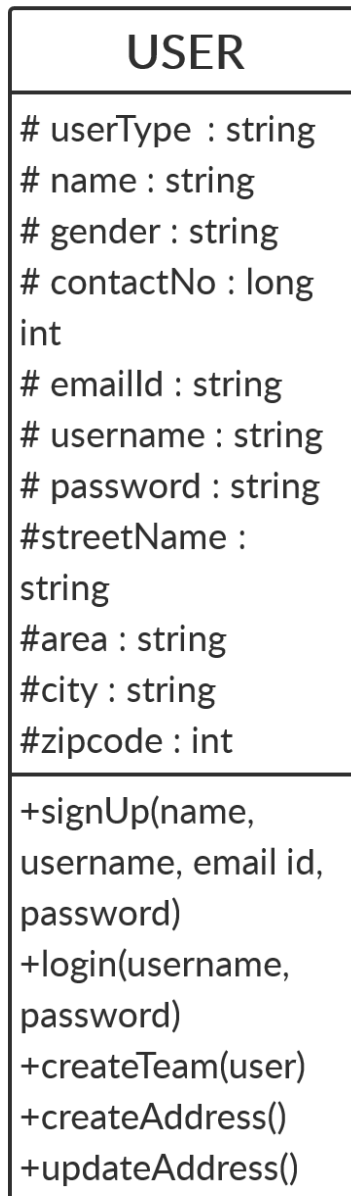 USER
# userType : string
# name : string
# gender : string
# contactNo : long
int
# emailId : string
# username : string
# password : string
#streetName :
string
#area : string
#city : string
#zipcode : int
+signUp(name,
username, email id,
password)
+login(username,
password)
+createTeam(user)
+createAddress()
+updateAddress()